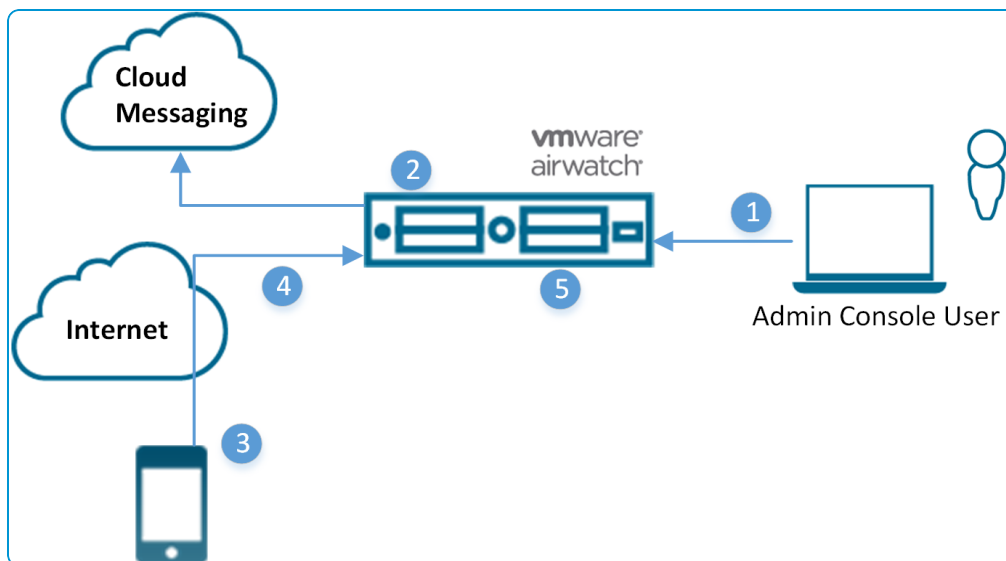 Cloud
Messaging
vmware®
airwatch®
2
1
4
5
Internet
Admin Console User
3